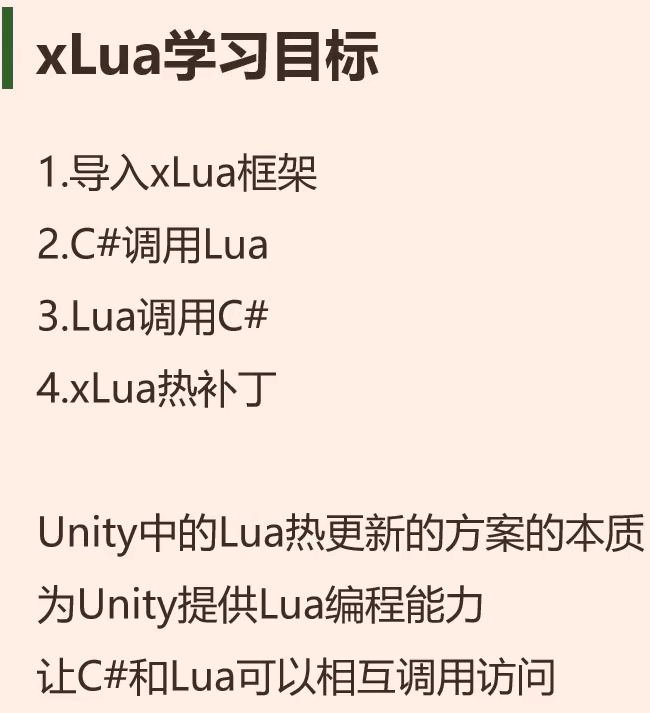 xLua学习目标
1.导入xLua框架
2.C#调用Lua
3.Lua调用C#
4.xLua热补丁
Unity中的Lua热更新的方案的本质
为Unity提供Lua编程能力
让C#和Lua可以相互调用访问